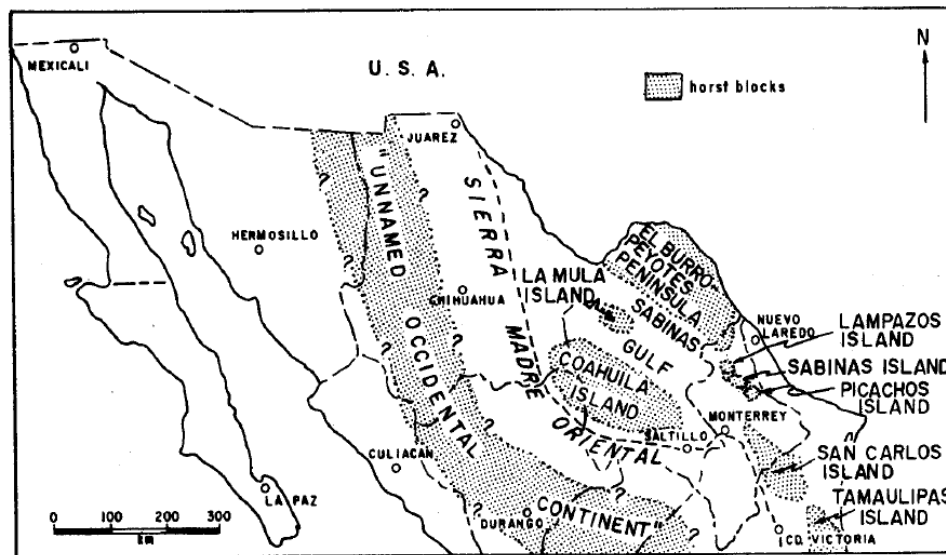 N
U. S. A.
horst blocks
MEXICALI
JUAREZ
"UNNAMED
OCCIDENTAL
CONTINENT"
SIERRA
MADRE
ORIENTAL
HERMOSILLO
CHIHUAHUA
EL BURRO-
PEYOTES
PENINSULA
LA MULA
ISLAND
SABINAS
GULF
COAHUILA
ISLAND
NUEVO
LAREDO
LAMPAZOS
ISLAND
SABINAS ISLAND
PICACHOS
ISLAND
MONTERREY
SALTILLO
SAN CARLOS
ISLAND
TAMAULIPAS
ISLAND
CD. VICTORIA
CULIACAN
DURANGO
LA PAZ
0 100 200 300
km
?
?
?
?
?
?
?
?
?
?
?